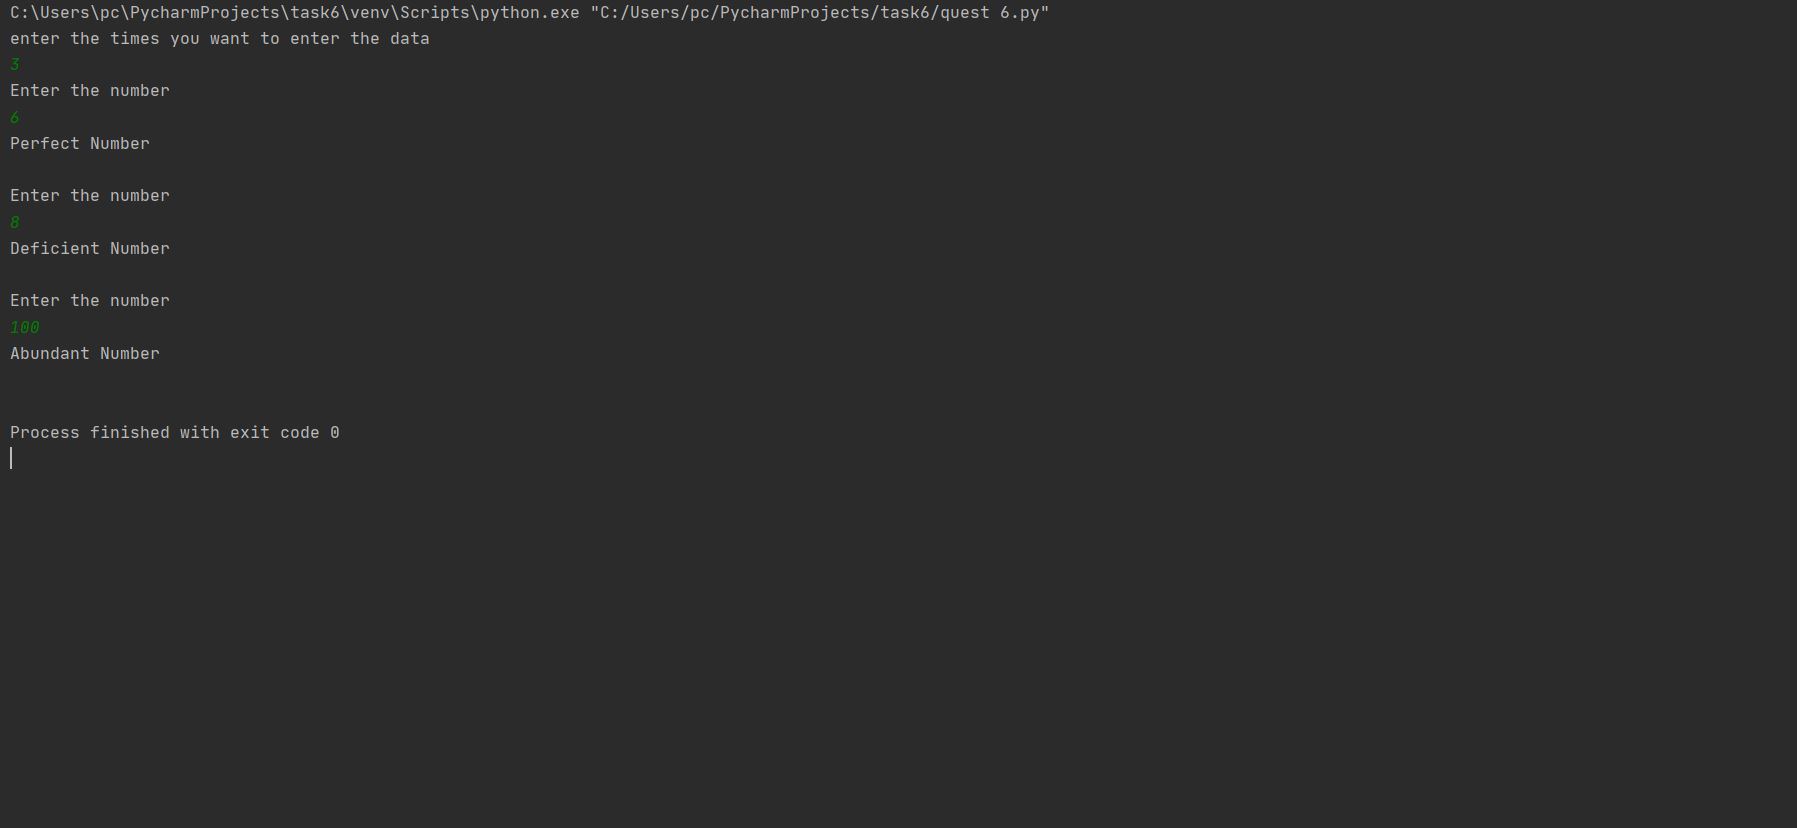 C:\Users\pc\PycharmProjects\task6\venv\Scripts\python.exe "C:/Users/pc/PycharmProjects/task6/quest 6.py"
enter the times you want to enter the data
3
Enter the number
6
Perfect Number
Enter the number
8
Deficient Number
Enter the number
100
Abundant Number
Process finished with exit code 0